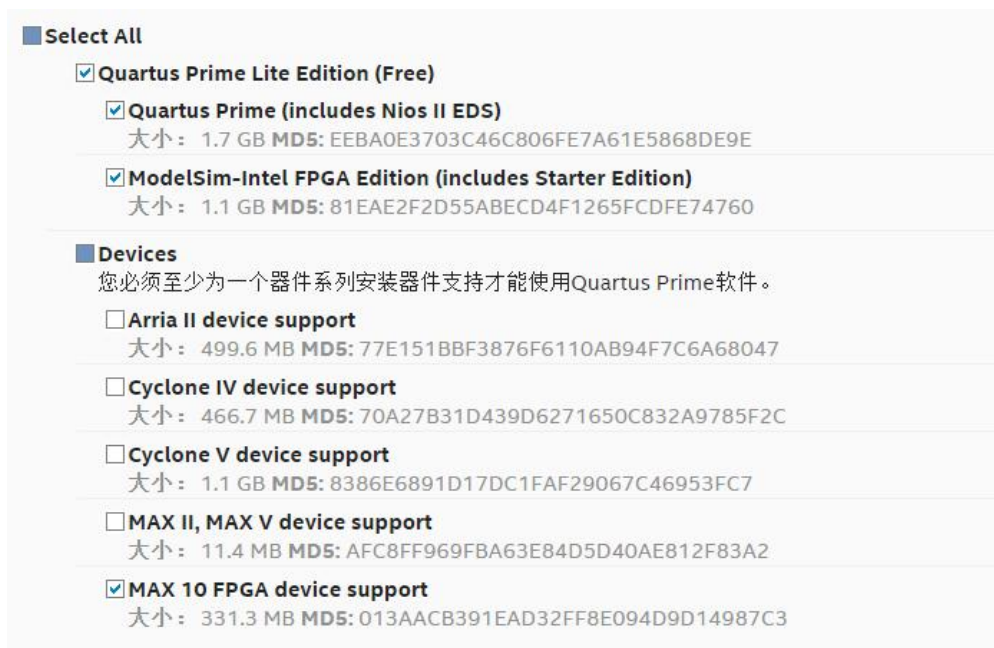 Select All
Quartus Prime Lite Edition (Free)
Quartus Prime (includes Nios II EDS)
大小： 1.7 GB MD5: EEBA0E3703C46C806FE7A61E5868DE9E
ModelSim-Intel FPGA Edition (includes Starter Edition)
大小： 1.1 GB MD5: 81EAE2F2D55ABECD4F1265FCDFE74760
Devices
您必须至少为一个器件系列安装器件支持才能使用Quartus Prime软件。
Arria II device support
大小： 499.6 MB MD5: 77E151BBF3876F6110AB94F7C6A68047
Cyclone IV device support
大小： 466.7 MB MD5: 70A27B31D439D6271650C832A9785F2C
Cyclone V device support
大小： 1.1 GB MD5: 8386E6891D17DC1FAF29067C46953FC7
MAX II, MAX V device support
大小： 11.4 MB MD5: AFC8FF969FBA63E84D5D40AE812F83A2
MAX 10 FPGA device support
大小： 331.3 MB MD5: 013AACB391EAD32FF8E094D9D14987C3